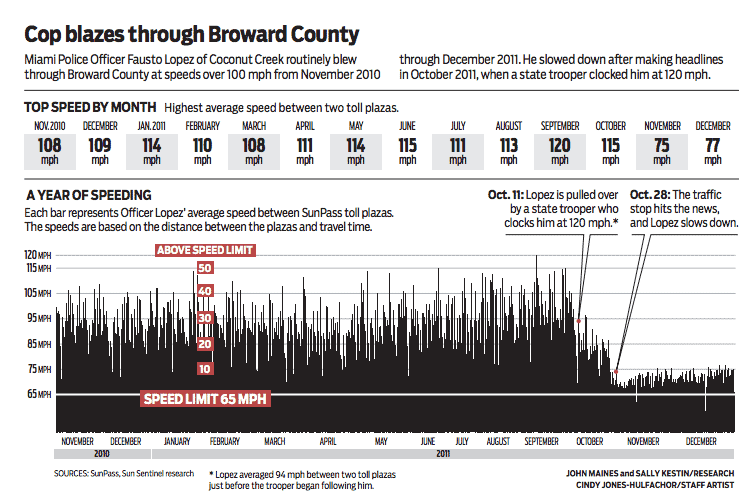 Cop blazes through Broward County
Miami Police Officer Fausto Lopez of Coconut Creek routinely blew
through Broward County at speeds over 100 mph from November 2010
through December 2011. He slowed down after making headlines
in October 2011, when a state trooper clocked him at 120 mph.
TOP SPEED BY MONTH Highest average speed between two toll plazas.
NOV. 2010 DECEMBER JAN. 2011 FEBRUARY MARCH APRIL MAY JUNE JULY AUGUST SEPTEMBER OCTOBER NOVEMBER DECEMBER
108 109 114 110 108 111 114 115 111 113 120 115 75 77
mph mph mph mph mph mph mph mph mph mph mph mph mph mph
A YEAR OF SPEEDING
Each bar represents Officer Lopez' average speed between SunPass toll plazas.
The speeds are based on the distance between the plazas and travel time.
Oct. 11: Lopez is pulled over
by a state trooper who
clocks him at 120 mph.*
Oct. 28: The traffic
stop hits the news,
and Lopez slows down.
ABOVE SPEED LIMIT
120 MPH
115 MPH 50
105 MPH 40
95 MPH 30
85 MPH 20
75 MPH 10
65 MPH SPEED LIMIT 65 MPH
NOVEMBER DECEMBER JANUARY FEBRUARY MARCH APRIL MAY JUNE JULY AUGUST SEPTEMBER OCTOBER NOVEMBER DECEMBER
2010 2011
SOURCES: SunPass, Sun Sentinel research
* Lopez averaged 94 mph between two toll plazas
just before the trooper began following him.
JOHN MAINES and SALLY KESTIN/RESEARCH
CINDY JONES-HULFACHOR/STAFF ARTIST